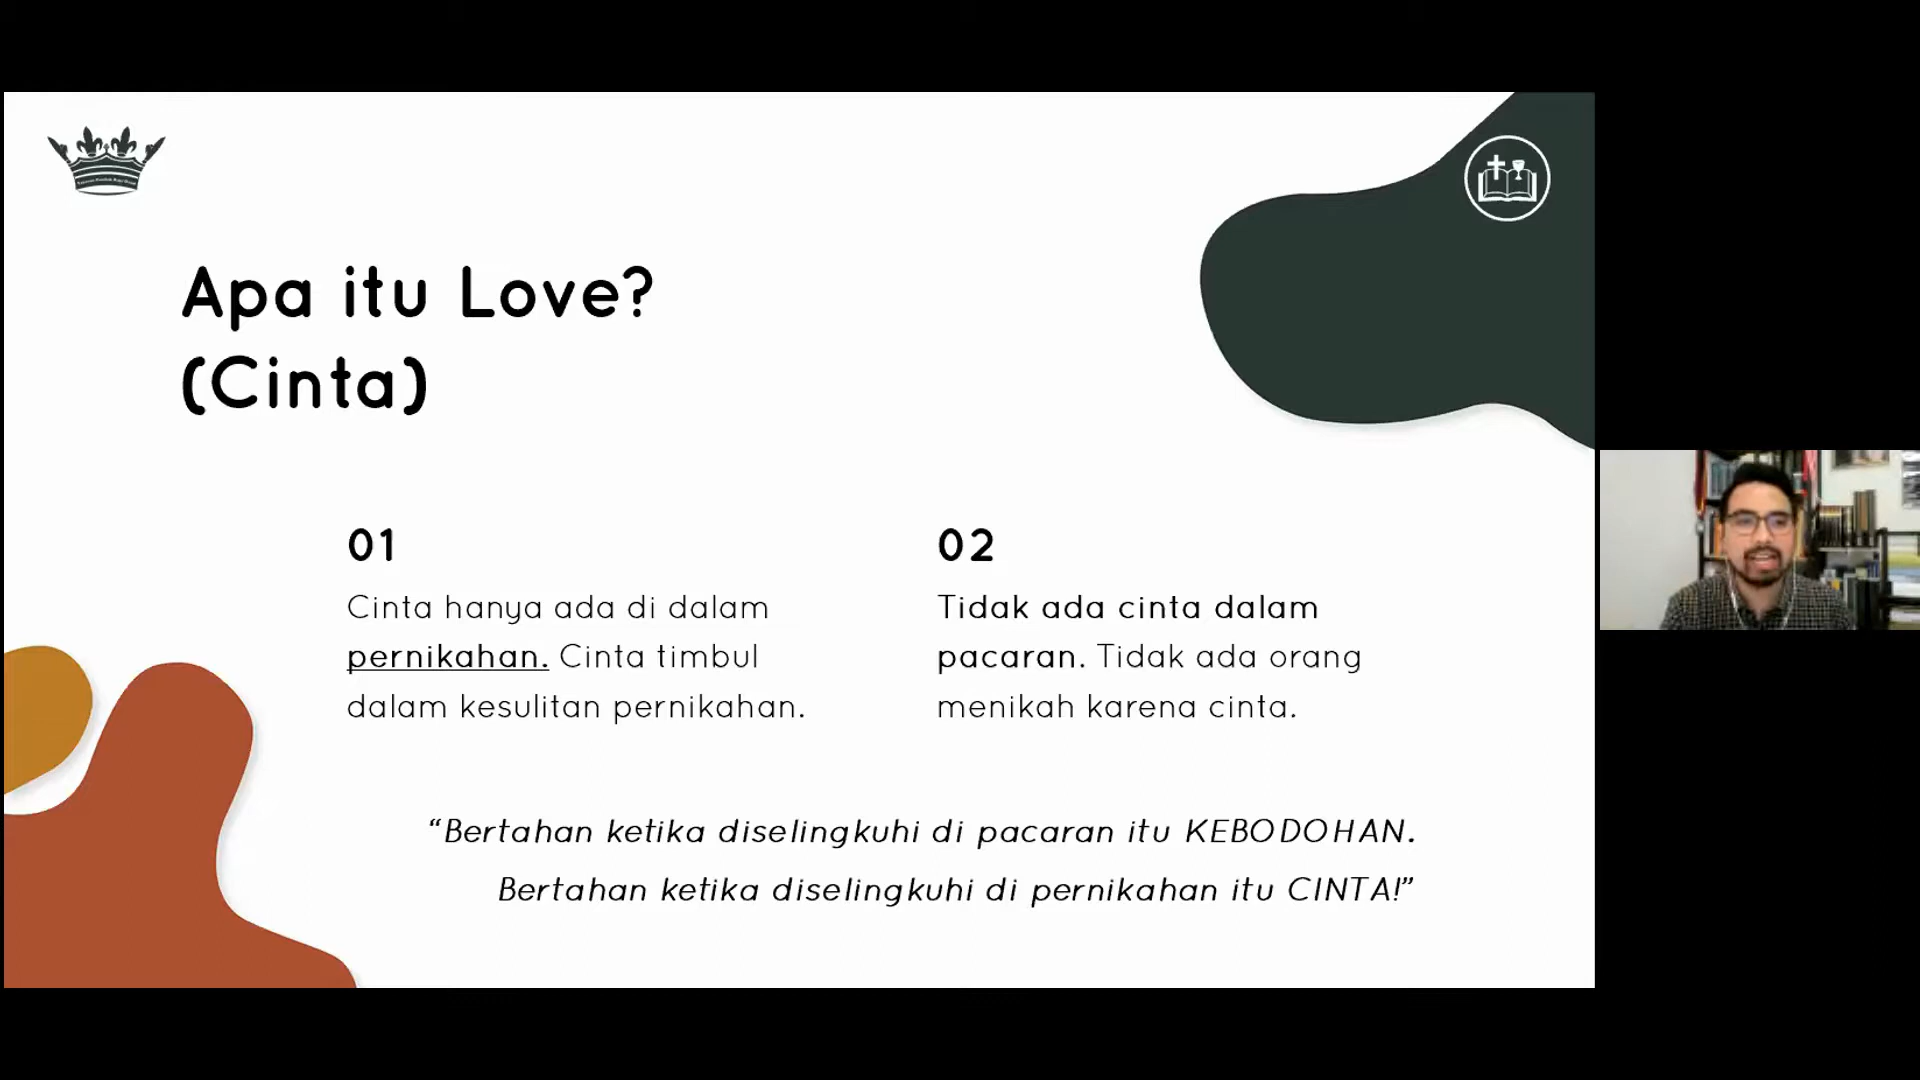 Apa itu Love?
(Cinta)
01
Cinta hanya ada di dalam
pernikahan. Cinta timbul
dalam kesulitan pernikahan.
02
Tidak ada cinta dalam
pacaran. Tidak ada orang
menikah karena cinta.
“Bertahan ketika diselingkuhi di pacaran itu KEBODOHAN.
Bertahan ketika diselingkuhi di pernikahan itu CINTA!”